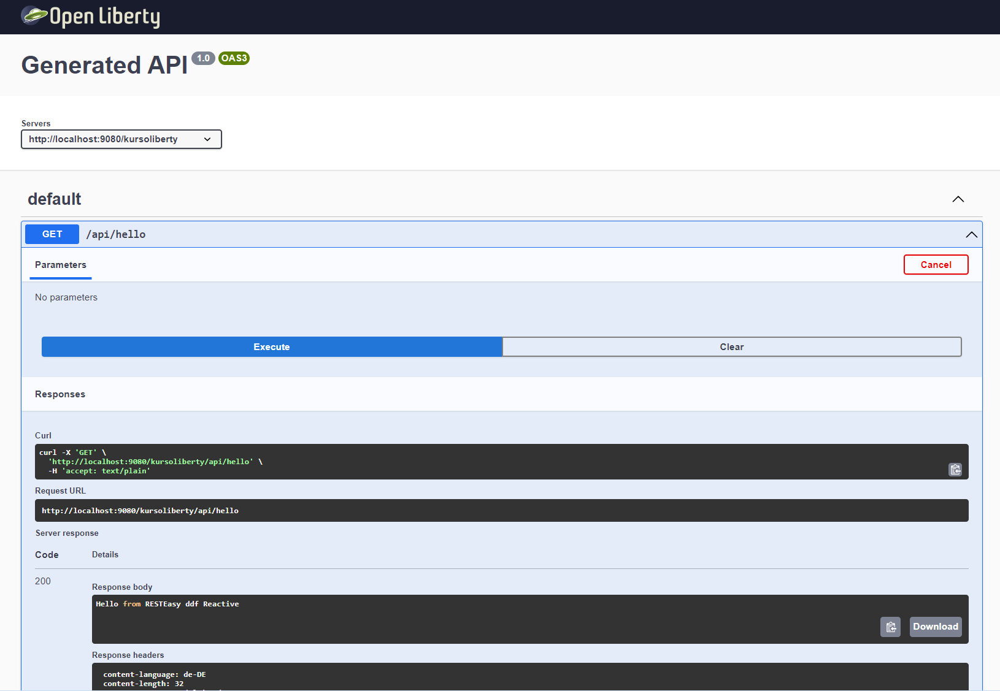 Open Liberty
Generated API 1.0 OAS3
Servers
http://localhost:9080/kursoliberty
default
GET /api/hello
Parameters
Cancel
No parameters
Execute
Clear
Responses
Curl
curl -X 'GET' \
'http://localhost:9080/kursoliberty/api/hello' \
-H 'accept: text/plain'
Request URL
http://localhost:9080/kursoliberty/api/hello
Server response
Code Details
200
Response body
Hello from RESTEasy ddf Reactive
Download
Response headers
content-language: de-DE
content-length: 32